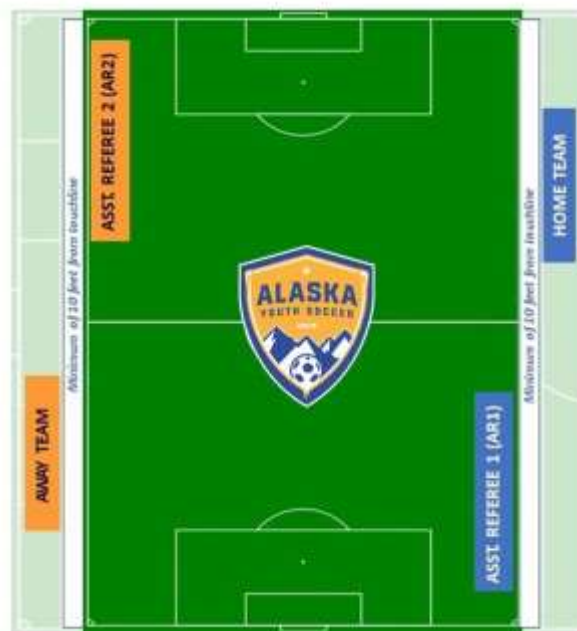 ASST. REFEREE 2 (AR2)
Minimum of 10 feet from touchline
AWAY TEAM
ALASKA
YOUTH SOCCER
HOME TEAM
Minimum of 10 feet from touchline
ASST. REFEREE 1 (AR1)